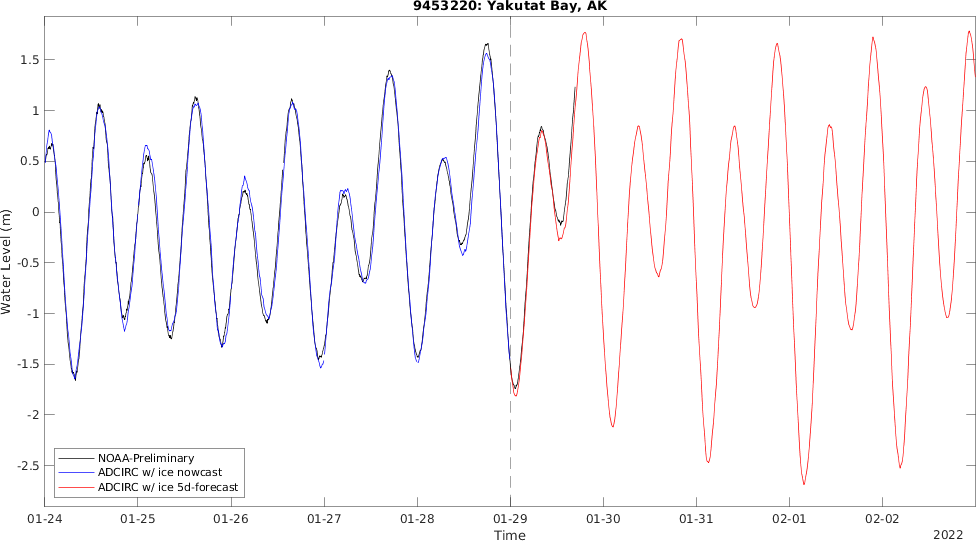 9453220: Yakutat Bay, AK
Water Level (m)
1.5
1
0.5
0
-0.5
-1
-1.5
-2
-2.5
NOAA-Preliminary
ADCIRC w/ ice nowcast
ADCIRC w/ ice 5d-forecast
01-24 01-25 01-26 01-27 01-28 01-29 01-30 01-31 02-01 02-02
Time
2022